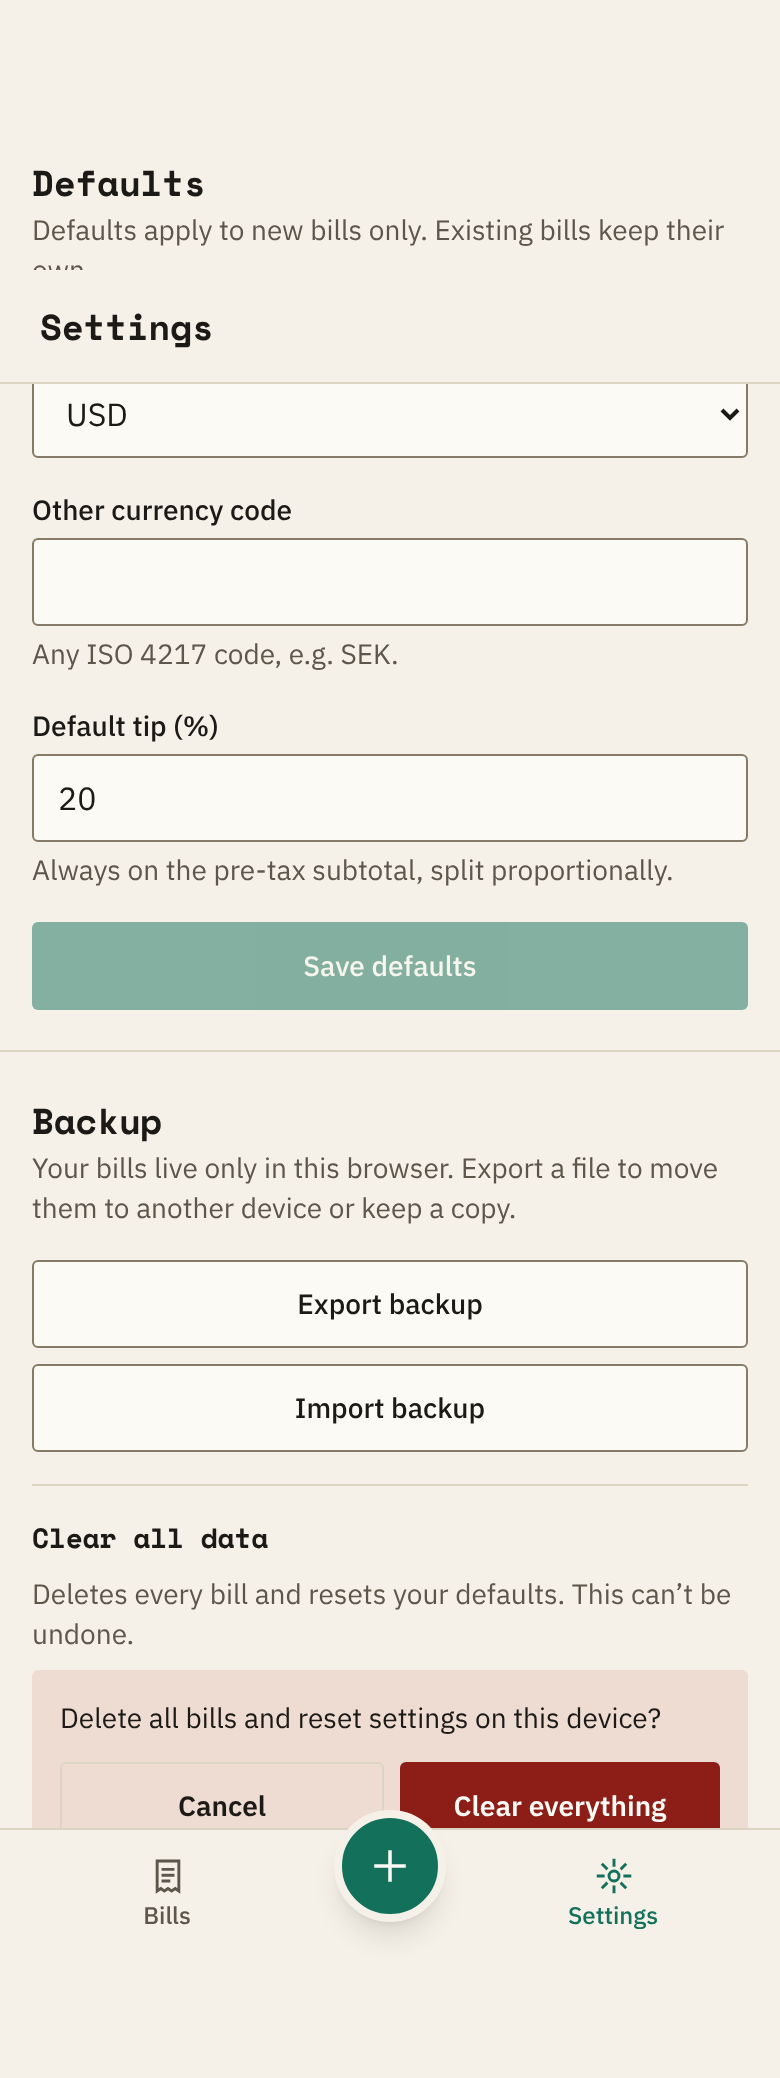 Defaults
Defaults apply to new bills only. Existing bills keep their
own.
Settings
USD
Other currency code
Any ISO 4217 code, e.g. SEK.
Default tip (%)
20
Always on the pre-tax subtotal, split proportionally.
Save defaults
Backup
Your bills live only in this browser. Export a file to move
them to another device or keep a copy.
Export backup
Import backup
Clear all data
Deletes every bill and resets your defaults. This can’t be
undone.
Delete all bills and reset settings on this device?
Cancel
Clear everything
Bills
Settings